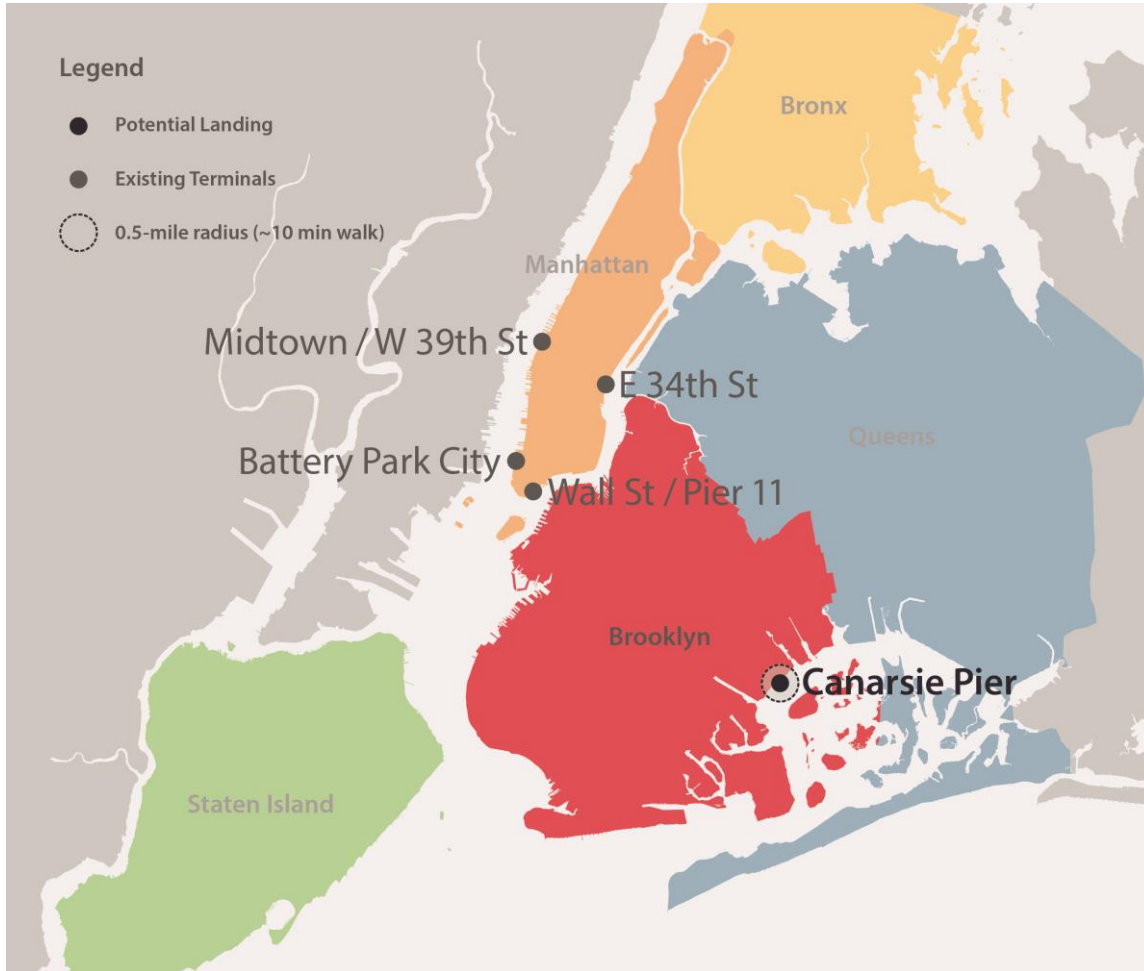 Legend
Potential Landing
Existing Terminals
0.5-mile radius (~10 min walk)
Bronx
Manhattan
Midtown / W 39th St
E 34th St
Queens
Battery Park City
Wall St / Pier 11
Brooklyn
Canarsie Pier
Staten Island